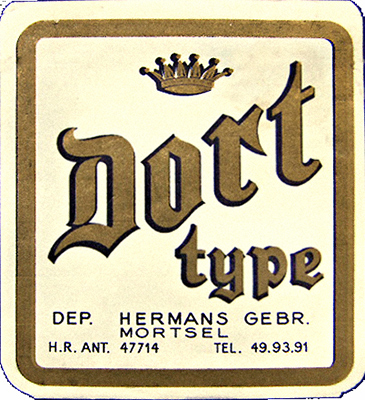 Dort
type
DEP. HERMANS GEBR.
MORTSEL
H.R. ANT. 47714 TEL. 49.93.91